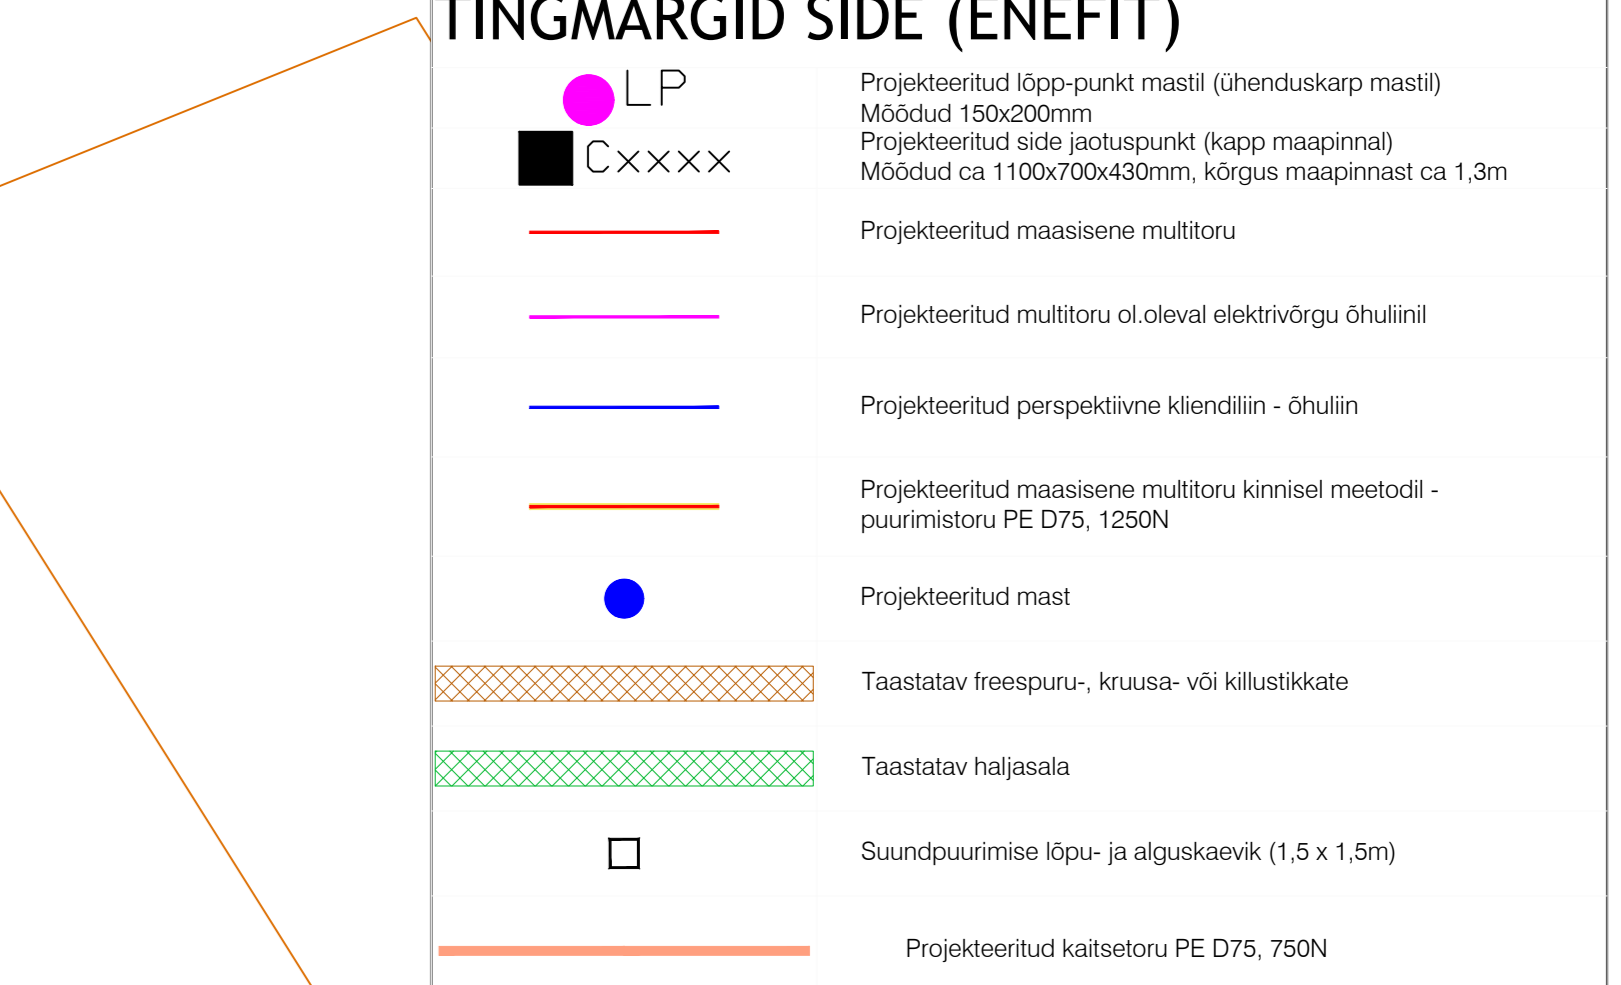 TINGMÄRGID SIDE (ENEFIT)
LP
Projekteeritud lõpp-punkt mastil (ühenduskarp mastil)
Mõõdud 150x200mm
Cxxxx
Projekteeritud side jaotuspunkt (kapp maapinnal)
Mõõdud ca 1100x700x430mm, kõrgus maapinnast ca 1,3m
Projekteeritud maasisene multitoru
Projekteeritud multitoru ol.oleval elektrivõrgu õhuliinil
Projekteeritud perspektiivne kliendiliin - õhuliin
Projekteeritud maasisene multitoru kinnisel meetodil -
puurimistoru PE D75, 1250N
Projekteeritud mast
Taastatav freespuru-, kruusa- või killustikkate
Taastatav haljasala
Suundpuurimise lõpu- ja alguskaevik (1,5 x 1,5m)
Projekteeritud kaitsetoru PE D75, 750N